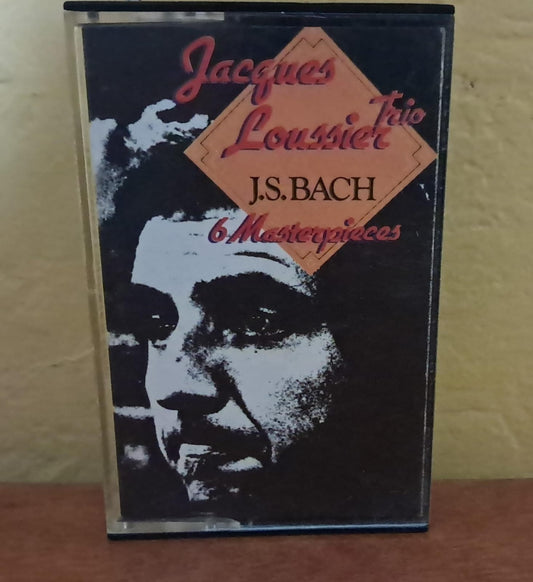 Jacques
Loussier Trio
J.S. BACH
6 Masterpieces